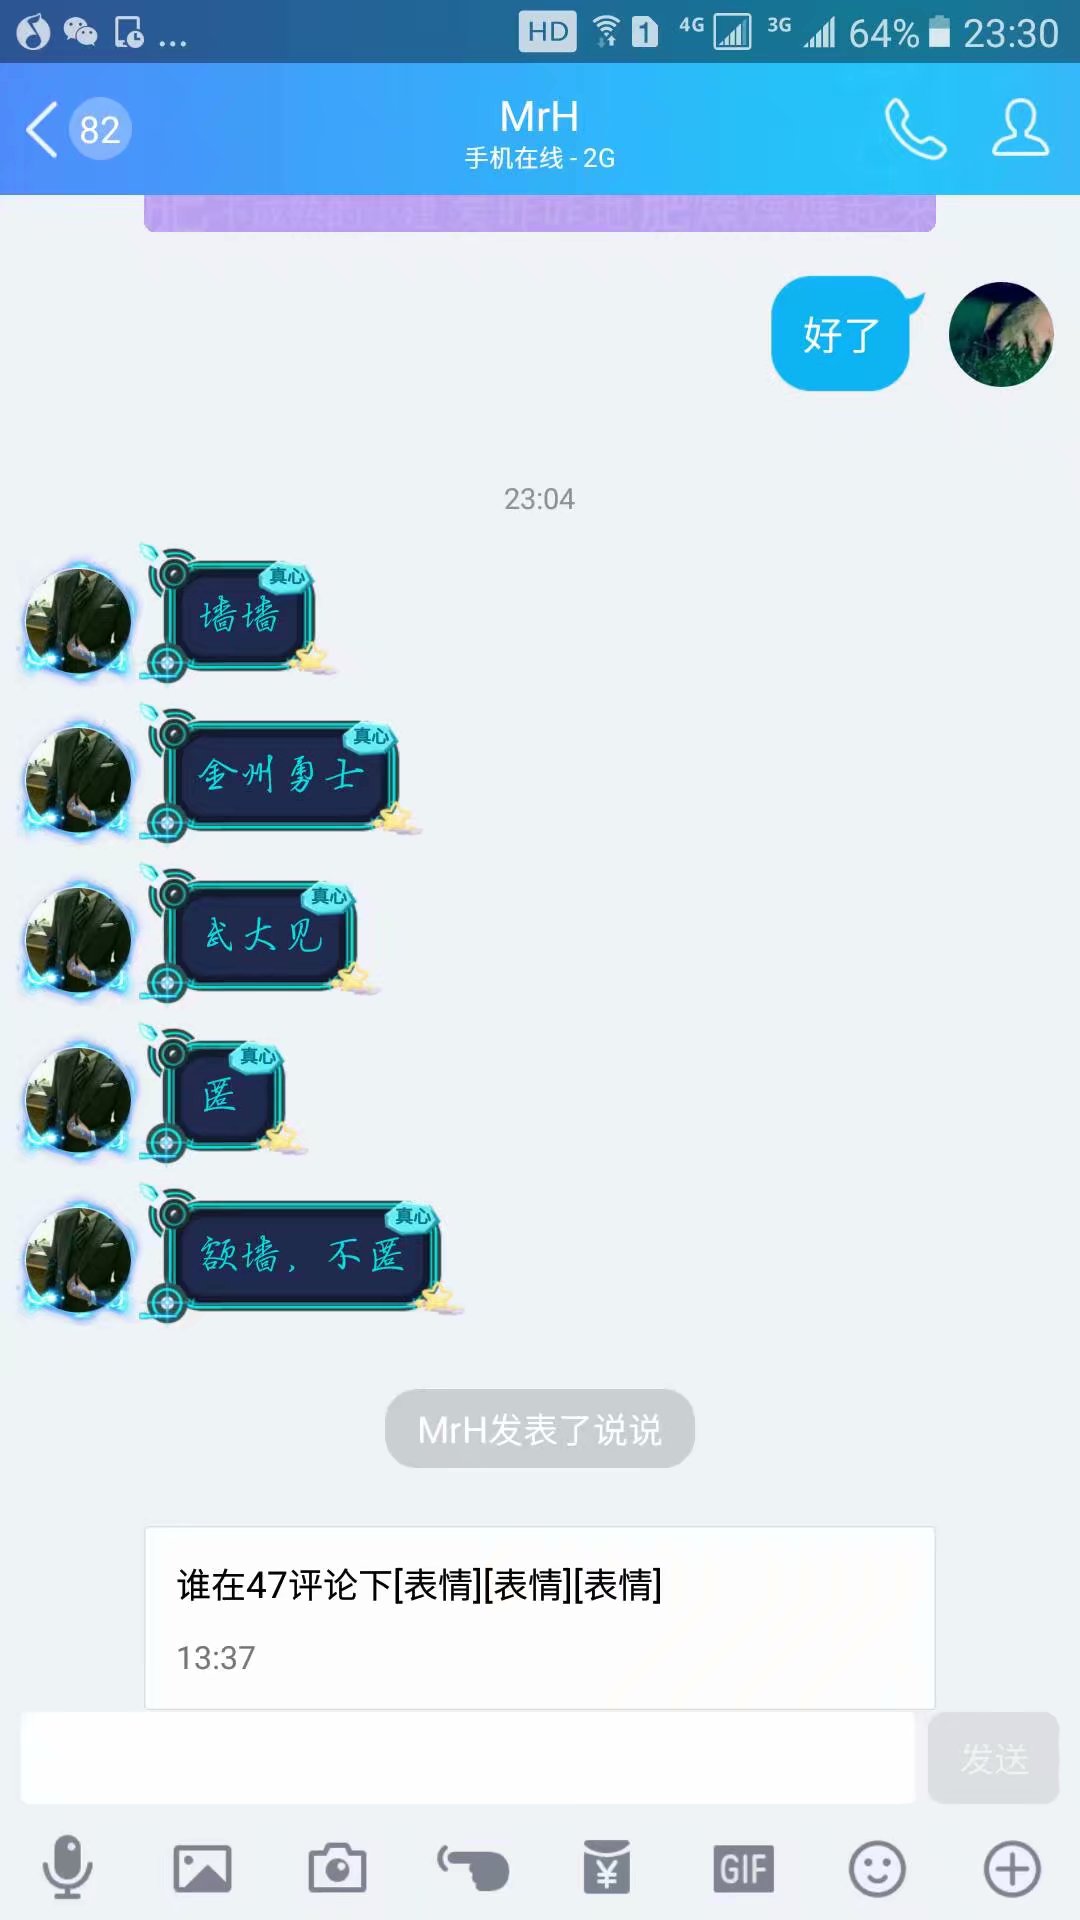 ... HD 1 4G 3G 64% 23:30
82
MrH
手机在线 - 2G
好了
23:04
真心
墙墙
真心
金州勇士
真心
武大见
真心
匿
真心
额墙，不匿
MrH发表了说说
谁在47评论下[表情][表情][表情]
13:37
发送
GIF